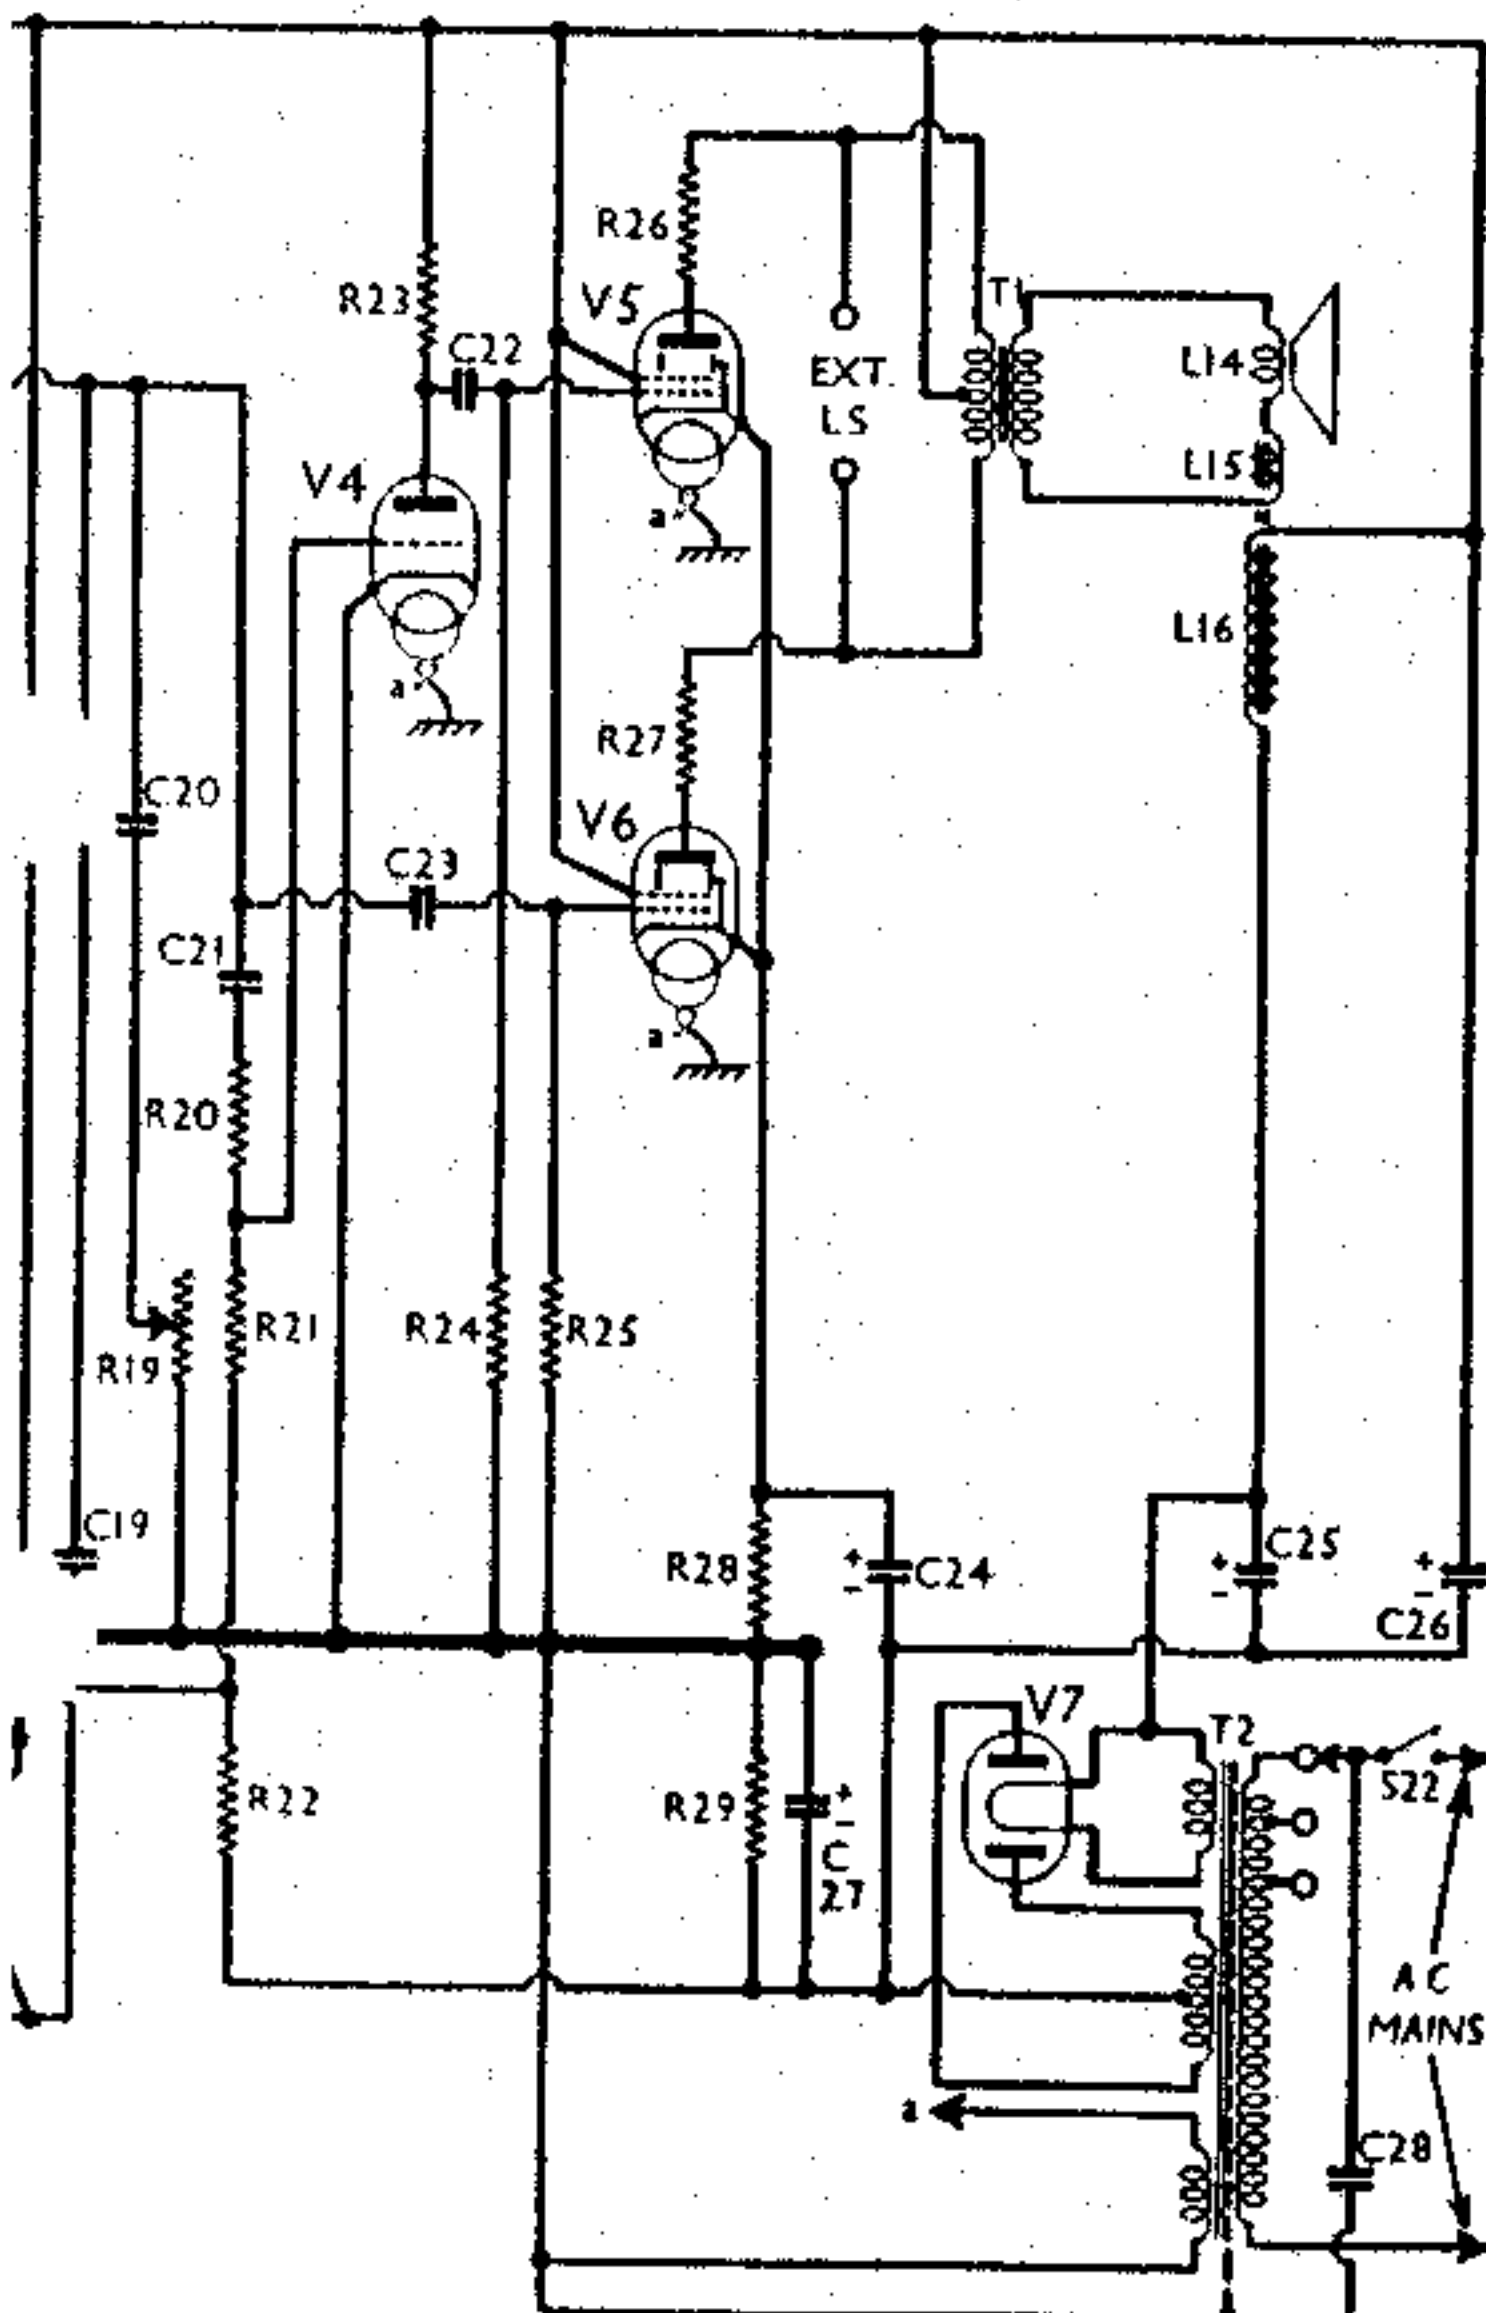 R26
R23
V5
C22
T1
EXT.
LS
L14
V4
L15
a
L16
a
R27
C20
V6
C23
C21
a
R20
R21
R24
R25
R19
C19
R28
+
-
C24
+
-
C25
+
-
C26
V7
T2
S22
R22
R29
+
-
C
27
AC
MAINS
a
C28